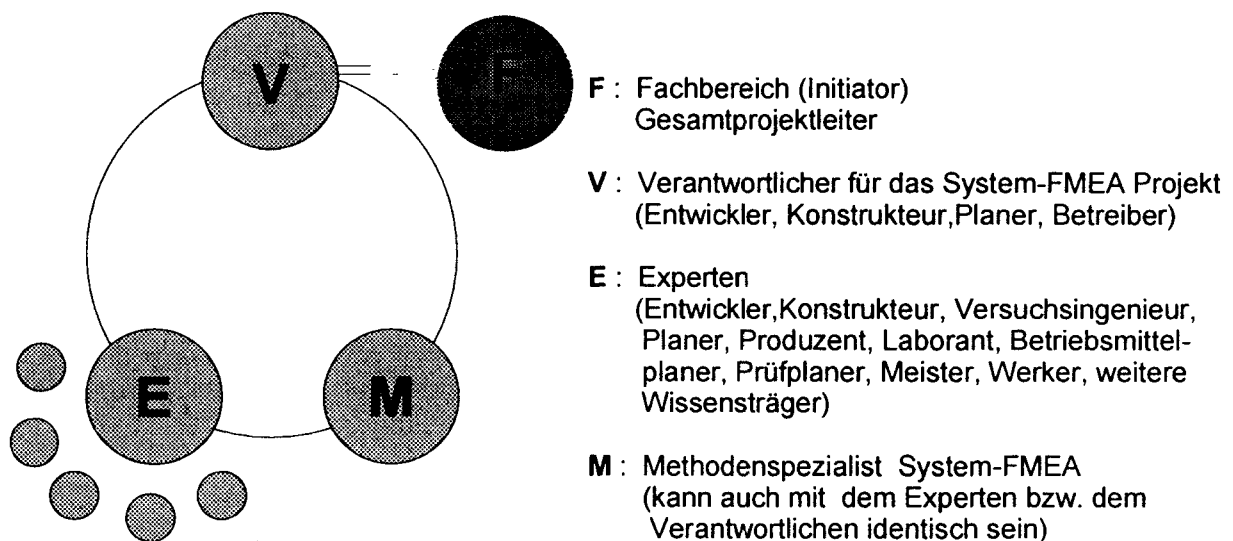 V
F
E
M
F : Fachbereich (Initiator)
Gesamtprojektleiter
V : Verantwortlicher für das System-FMEA Projekt
(Entwickler, Konstrukteur,Planer, Betreiber)
E : Experten
(Entwickler,Konstrukteur, Versuchsingenieur,
Planer, Produzent, Laborant, Betriebsmittel-
planer, Prüfplaner, Meister, Werker, weitere
Wissensträger)
M : Methodenspezialist System-FMEA
(kann auch mit dem Experten bzw. dem
Verantwortlichen identisch sein)